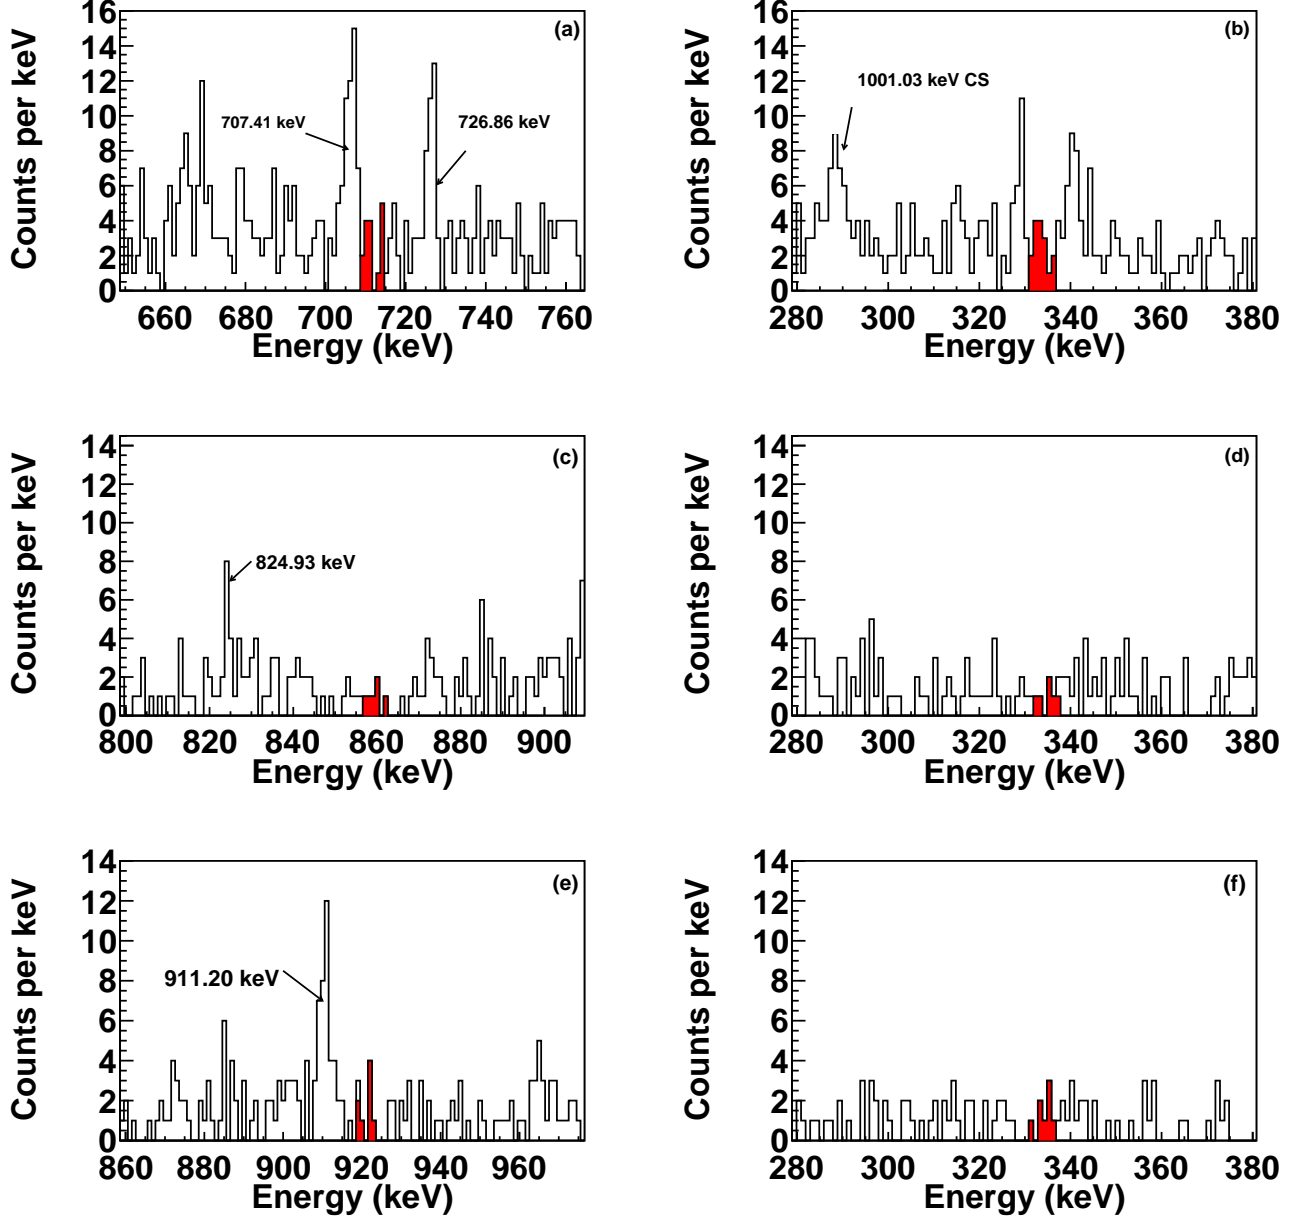 16
14
12
10
8
6
4
2
0
Counts per keV
(a)
707.41 keV
726.86 keV
660 680 700 720 740 760
Energy (keV)
16
14
12
10
8
6
4
2
0
Counts per keV
(b)
1001.03 keV CS
280 300 320 340 360 380
Energy (keV)
14
12
10
8
6
4
2
0
Counts per keV
(c)
824.93 keV
800 820 840 860 880 900
Energy (keV)
14
12
10
8
6
4
2
0
Counts per keV
(d)
280 300 320 340 360 380
Energy (keV)
14
12
10
8
6
4
2
0
Counts per keV
(e)
911.20 keV
860 880 900 920 940 960
Energy (keV)
14
12
10
8
6
4
2
0
Counts per keV
(f)
280 300 320 340 360 380
Energy (keV)